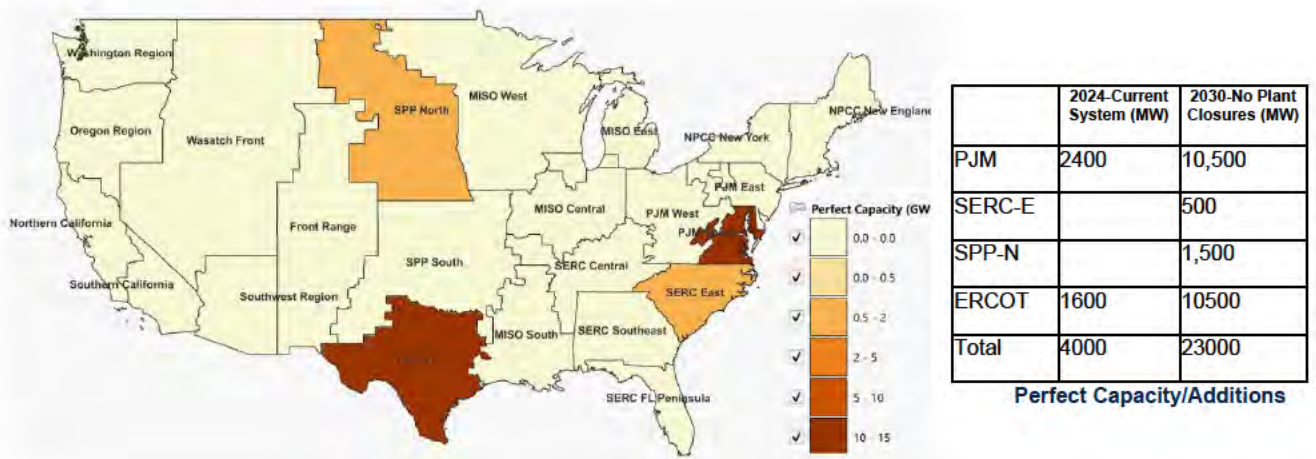 Washington Region
Oregon Region
Wasatch Front
Northern California
Southern California
Southwest Region
Front Range
SPP North
SPP South
MISO West
MISO East
MISO Central
MISO South
SERC Central
SERC Southeast
SERC East
SERC FL Peninsula
PJM West
PJM East
PJM
NPCC New York
NPCC New England
Perfect Capacity (GW
0.0 - 0.0
0.0 - 0.5
0.5 - 2
2 - 5
5 - 10
10 - 15
2024-Current System (MW) 2030-No Plant Closures (MW)
PJM 2400 10,500
SERC-E 500
SPP-N 1,500
ERCOT 1600 10500
Total 4000 23000
Perfect Capacity/Additions